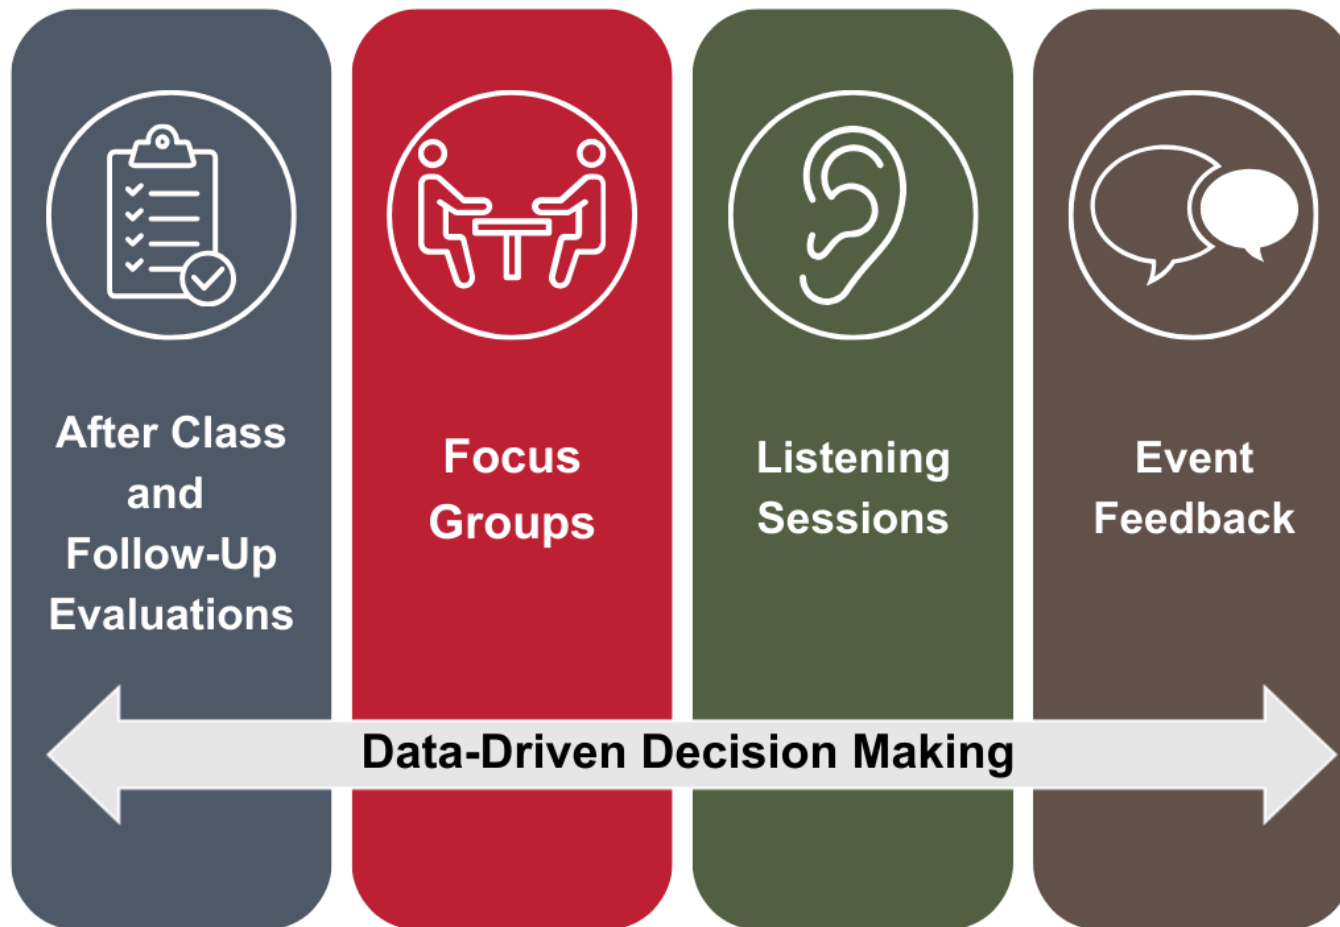 After Class
and
Follow-Up
Evaluations
Focus
Groups
Listening
Sessions
Event
Feedback
Data-Driven Decision Making